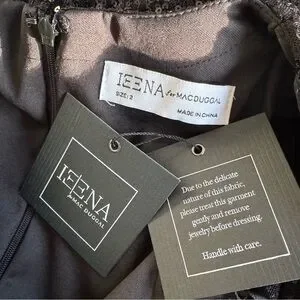 IEENA for MAC DUGGAL
SIZE: 2
MADE IN CHINA
IEENA
for MAC DUGGAL
Due to the delicate
nature of this fabric,
please treat this garment
gently and remove
jewelry before dressing.
Handle with care.